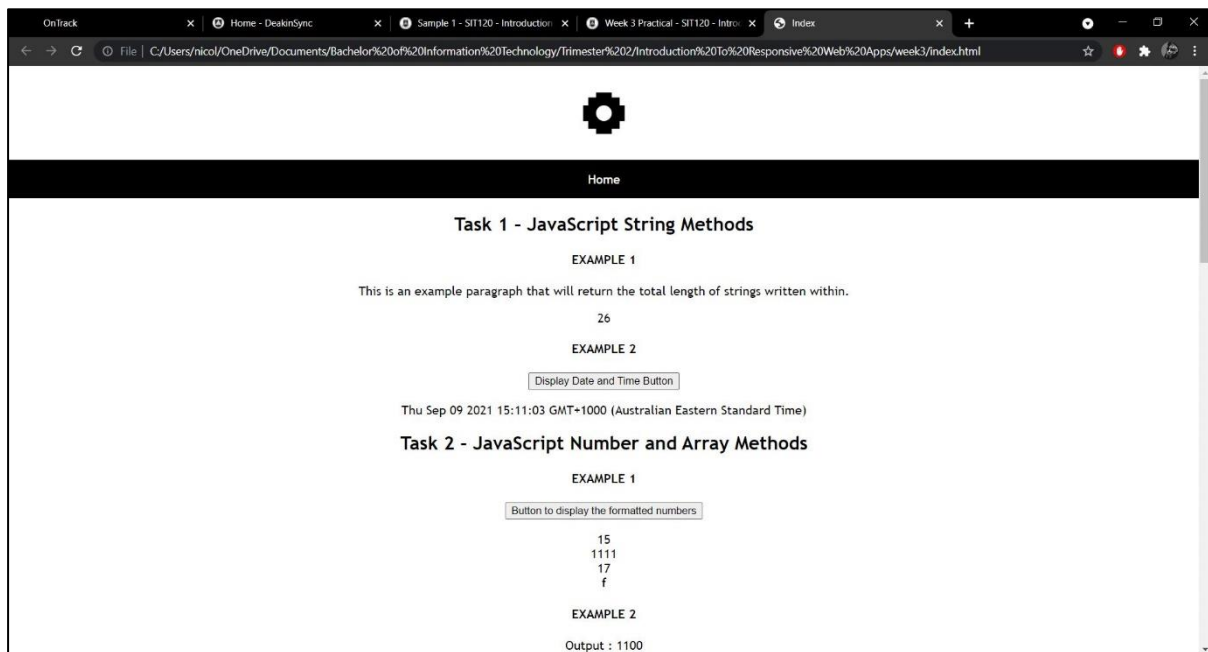 OnTrack
Home - DeakinSync
Sample 1 - SIT120 - Introduction
Week 3 Practical - SIT120 - Intro
Index
File | C:/Users/nicol/OneDrive/Documents/Bachelor%20of%20Information%20Technology/Trimester%202/Introduction%20To%20Responsive%20Web%20Apps/week3/index.html
Home
Task 1 - JavaScript String Methods
EXAMPLE 1
This is an example paragraph that will return the total length of strings written within.
26
EXAMPLE 2
Display Date and Time Button
Thu Sep 09 2021 15:11:03 GMT+1000 (Australian Eastern Standard Time)
Task 2 - JavaScript Number and Array Methods
EXAMPLE 1
Button to display the formatted numbers
15
1111
17
f
EXAMPLE 2
Output : 1100